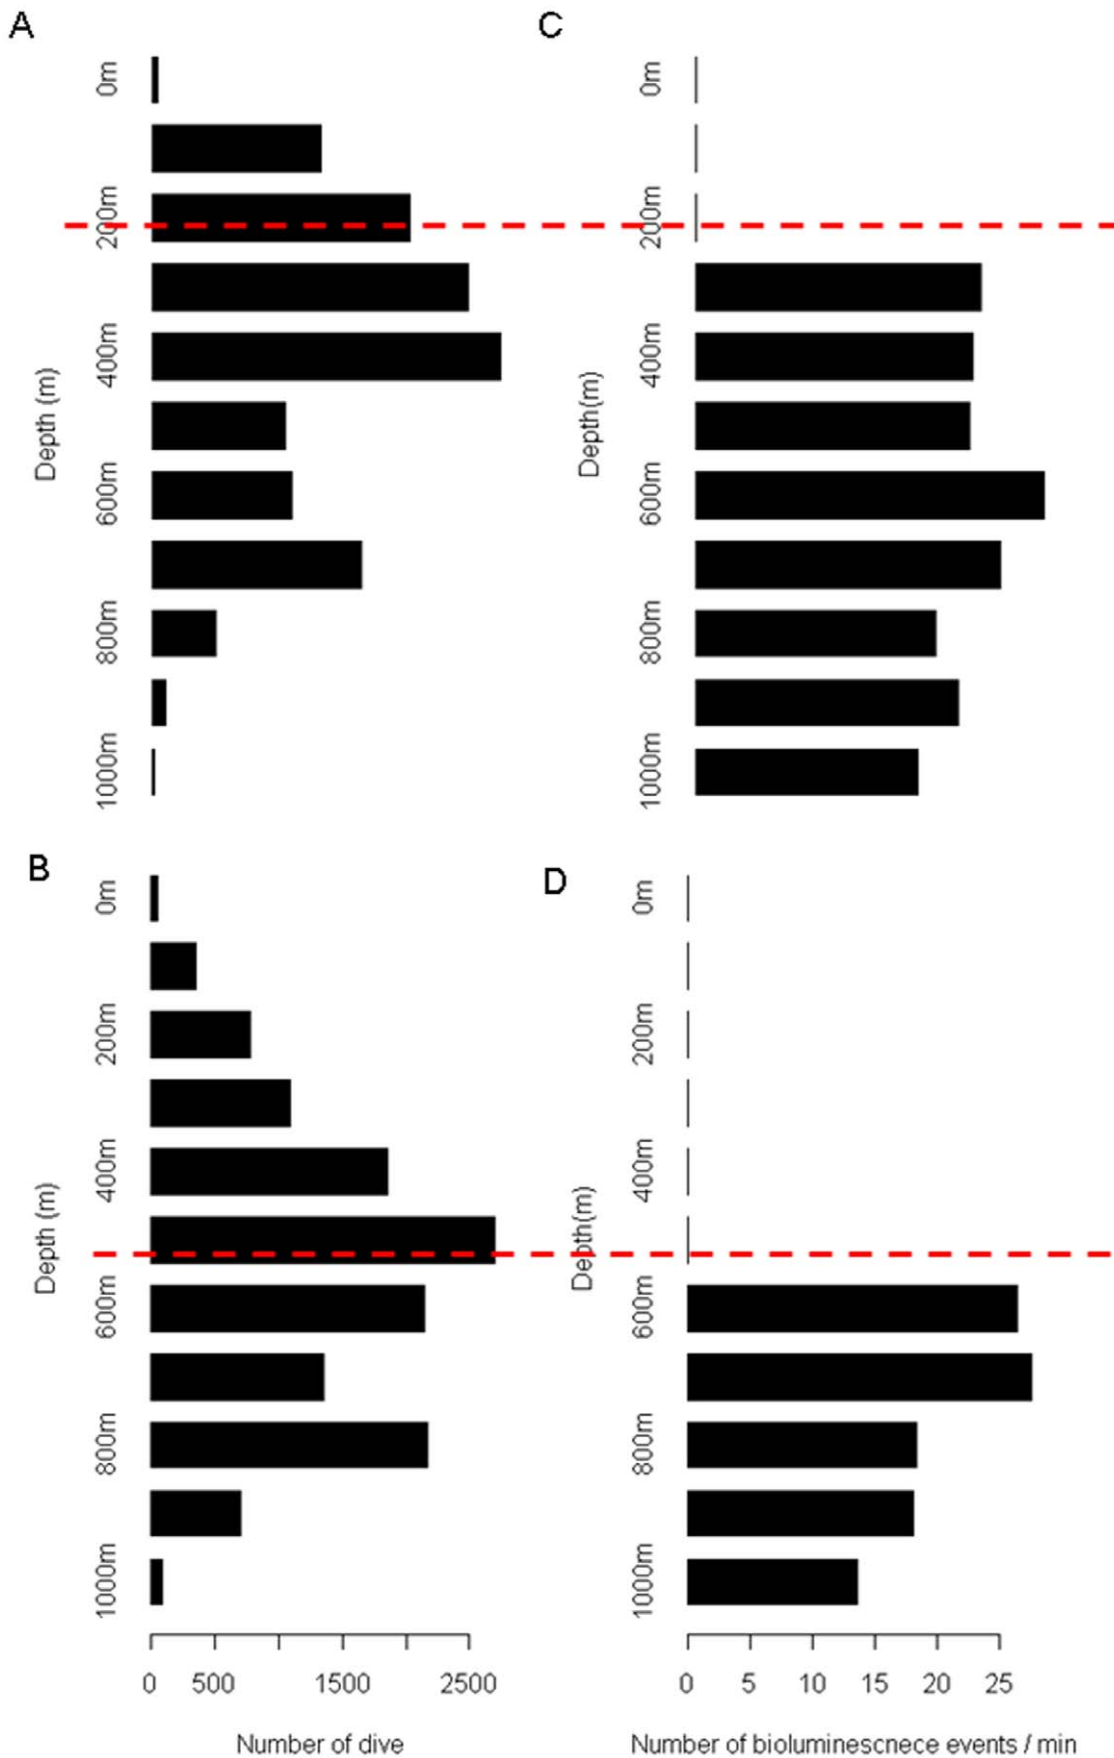 A
0m
200m
400m
600m
800m
1000m
Depth (m)
C
0m
200m
400m
600m
800m
1000m
Depth(m)
B
0m
200m
400m
600m
800m
1000m
Depth (m)
0 500 1500 2500
Number of dive
D
0m
200m
400m
600m
800m
1000m
Depth(m)
0 5 10 15 20 25
Number of bioluminescnece events / min